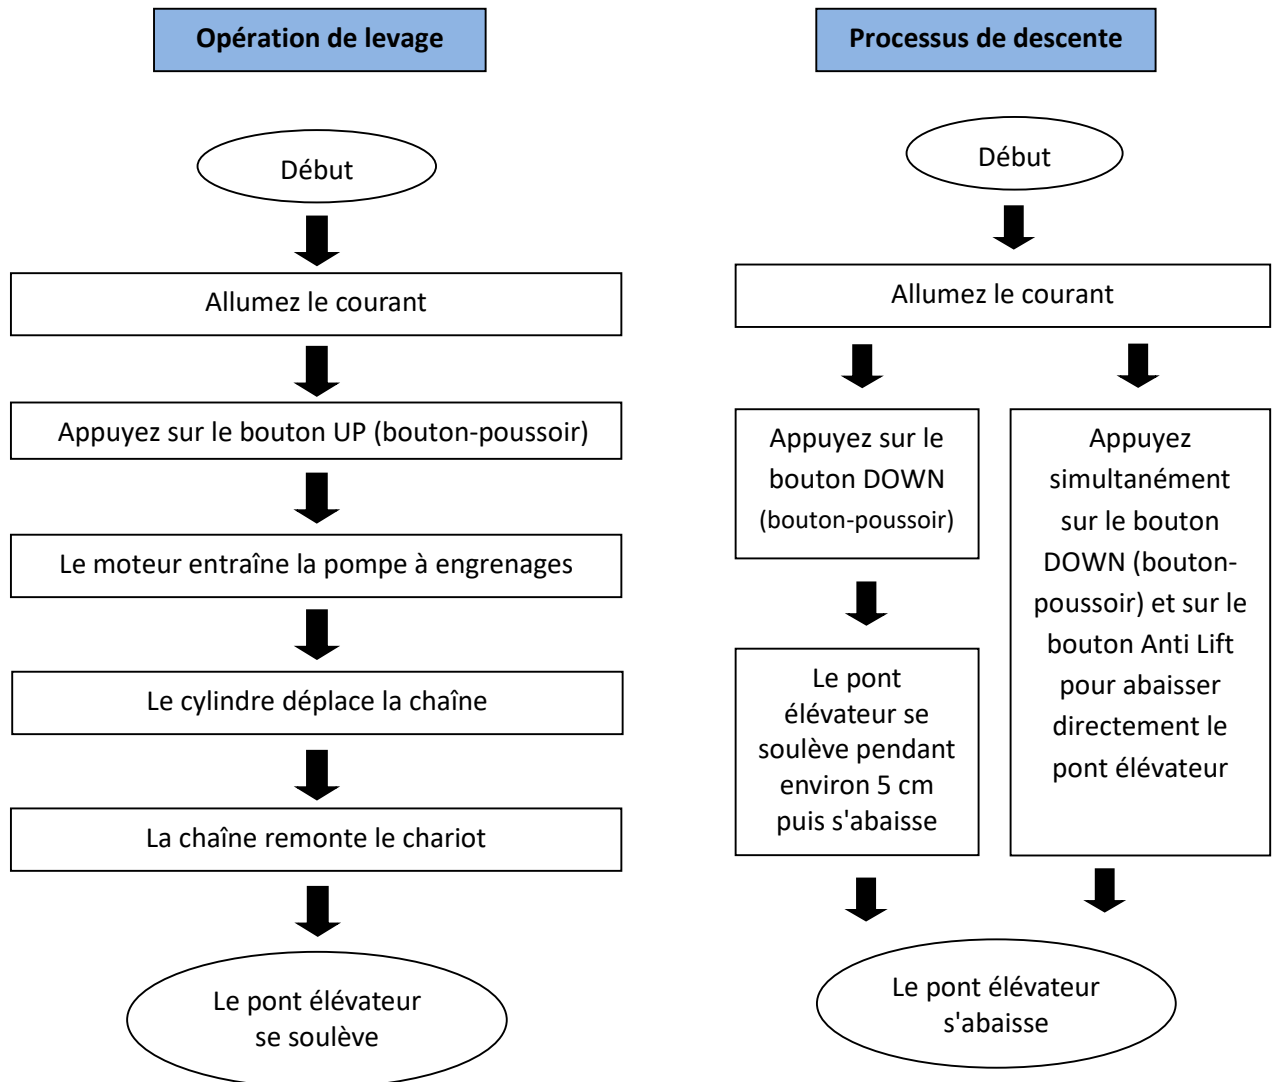 Opération de levage
Début
Allumez le courant
Appuyez sur le bouton UP (bouton-poussoir)
Le moteur entraîne la pompe à engrenages
Le cylindre déplace la chaîne
La chaîne remonte le chariot
Le pont élévateur
se soulève
Processus de descente
Début
Allumez le courant
Appuyez sur le
bouton DOWN
(bouton-poussoir)
Le pont
élévateur se
soulève pendant
environ 5 cm
puis s'abaisse
Appuyez
simultanément
sur le bouton
DOWN (bouton-
poussoir) et sur le
bouton Anti Lift
pour abaisser
directement le
pont élévateur
Le pont élévateur
s'abaisse